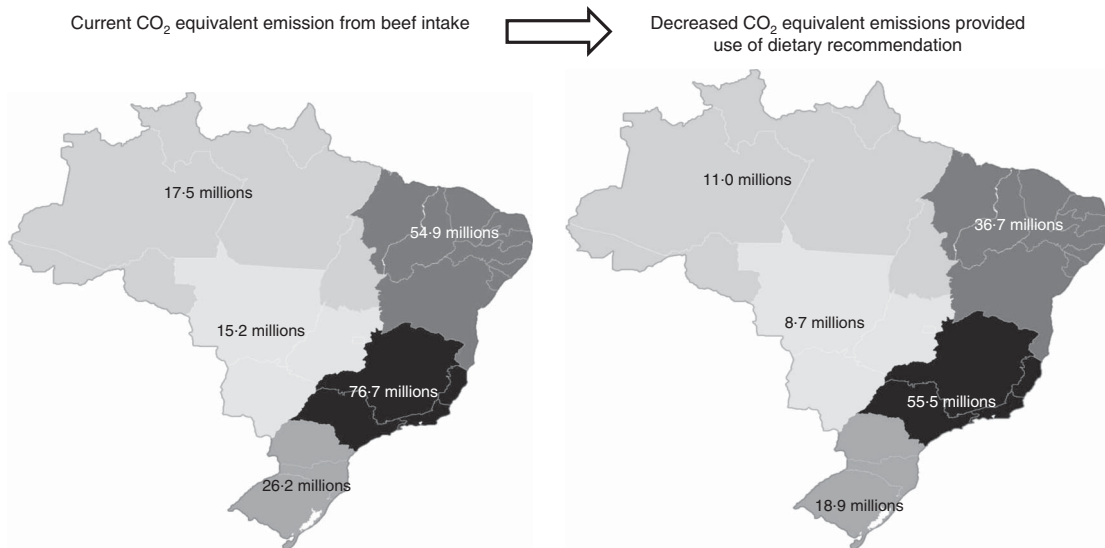 Current CO₂ equivalent emission from beef intake
Decreased CO₂ equivalent emissions provided
use of dietary recommendation
17·5 millions
54·9 millions
15·2 millions
76·7 millions
26·2 millions
11·0 millions
36·7 millions
8·7 millions
55·5 millions
18·9 millions